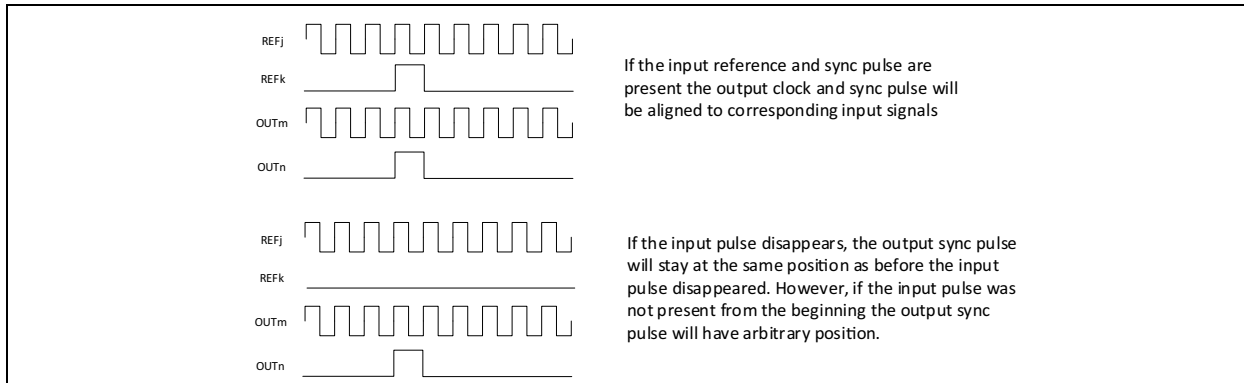 REFj
REFk
OUTm
OUTn
If the input reference and sync pulse are
present the output clock and sync pulse will
be aligned to corresponding input signals
REFj
REFk
OUTm
OUTn
If the input pulse disappears, the output sync pulse
will stay at the same position as before the input
pulse disappeared. However, if the input pulse was
not present from the beginning the output sync
pulse will have arbitrary position.